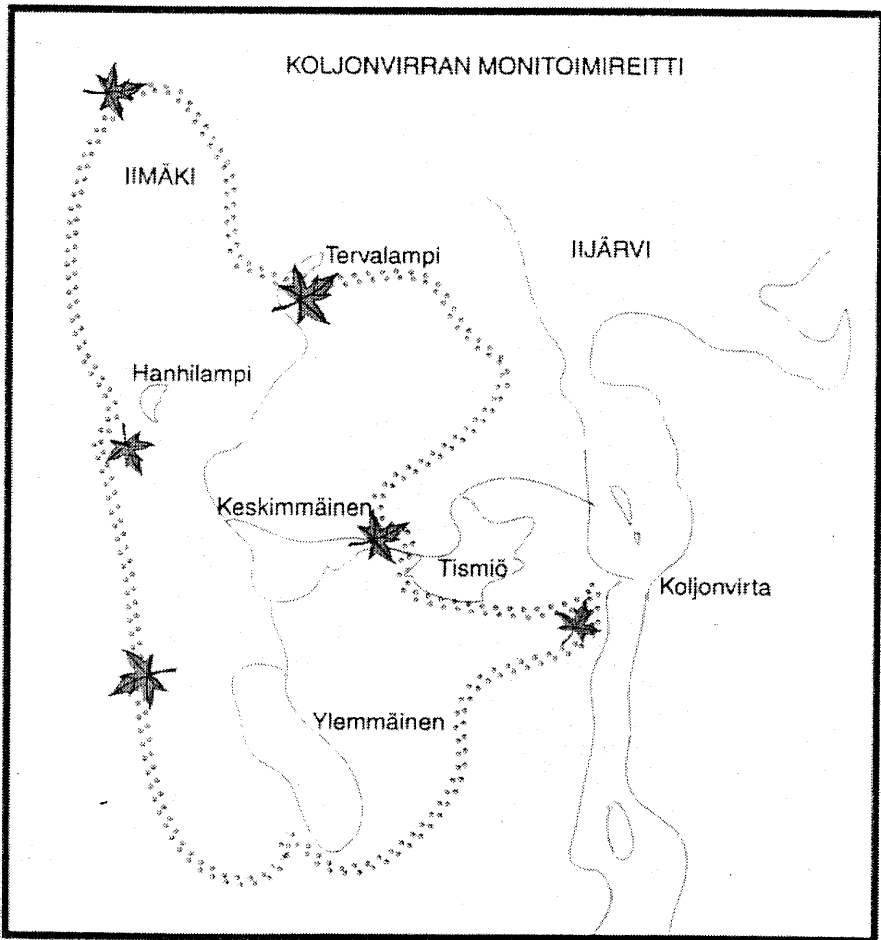 KOLJONVIRRAN MONITOIMIREITTI
IIMÄKI
IIJÄRVI
Tervalampi
Hanhilampi
Keskimmäinen
Tismiö
Koljonvirta
Ylemmäinen